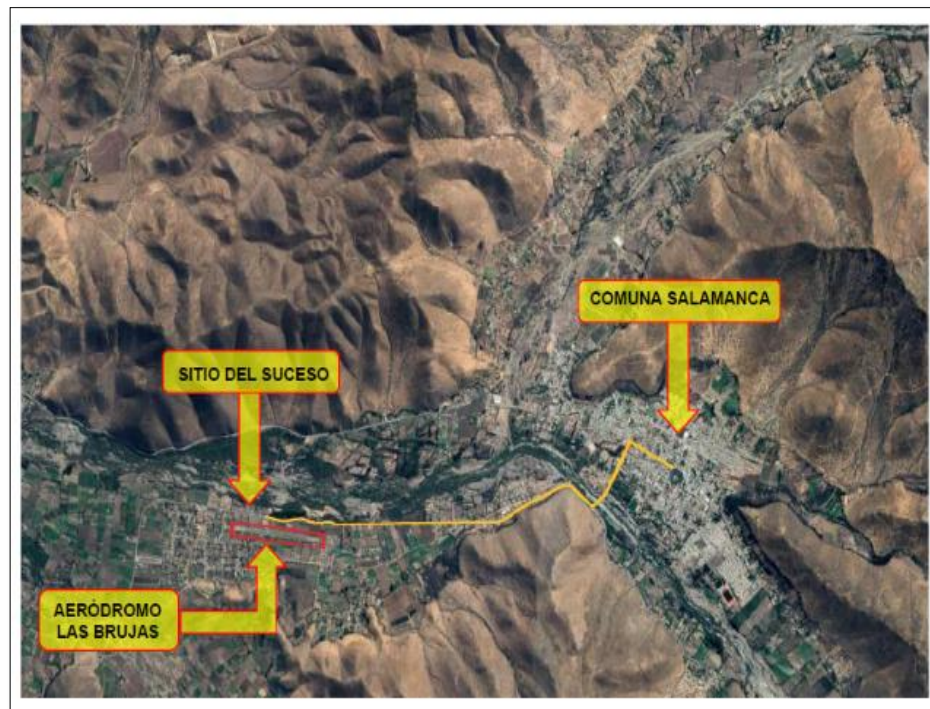 COMUNA SALAMANCA
SITIO DEL SUCESO
AERÓDROMO
LAS BRUJAS